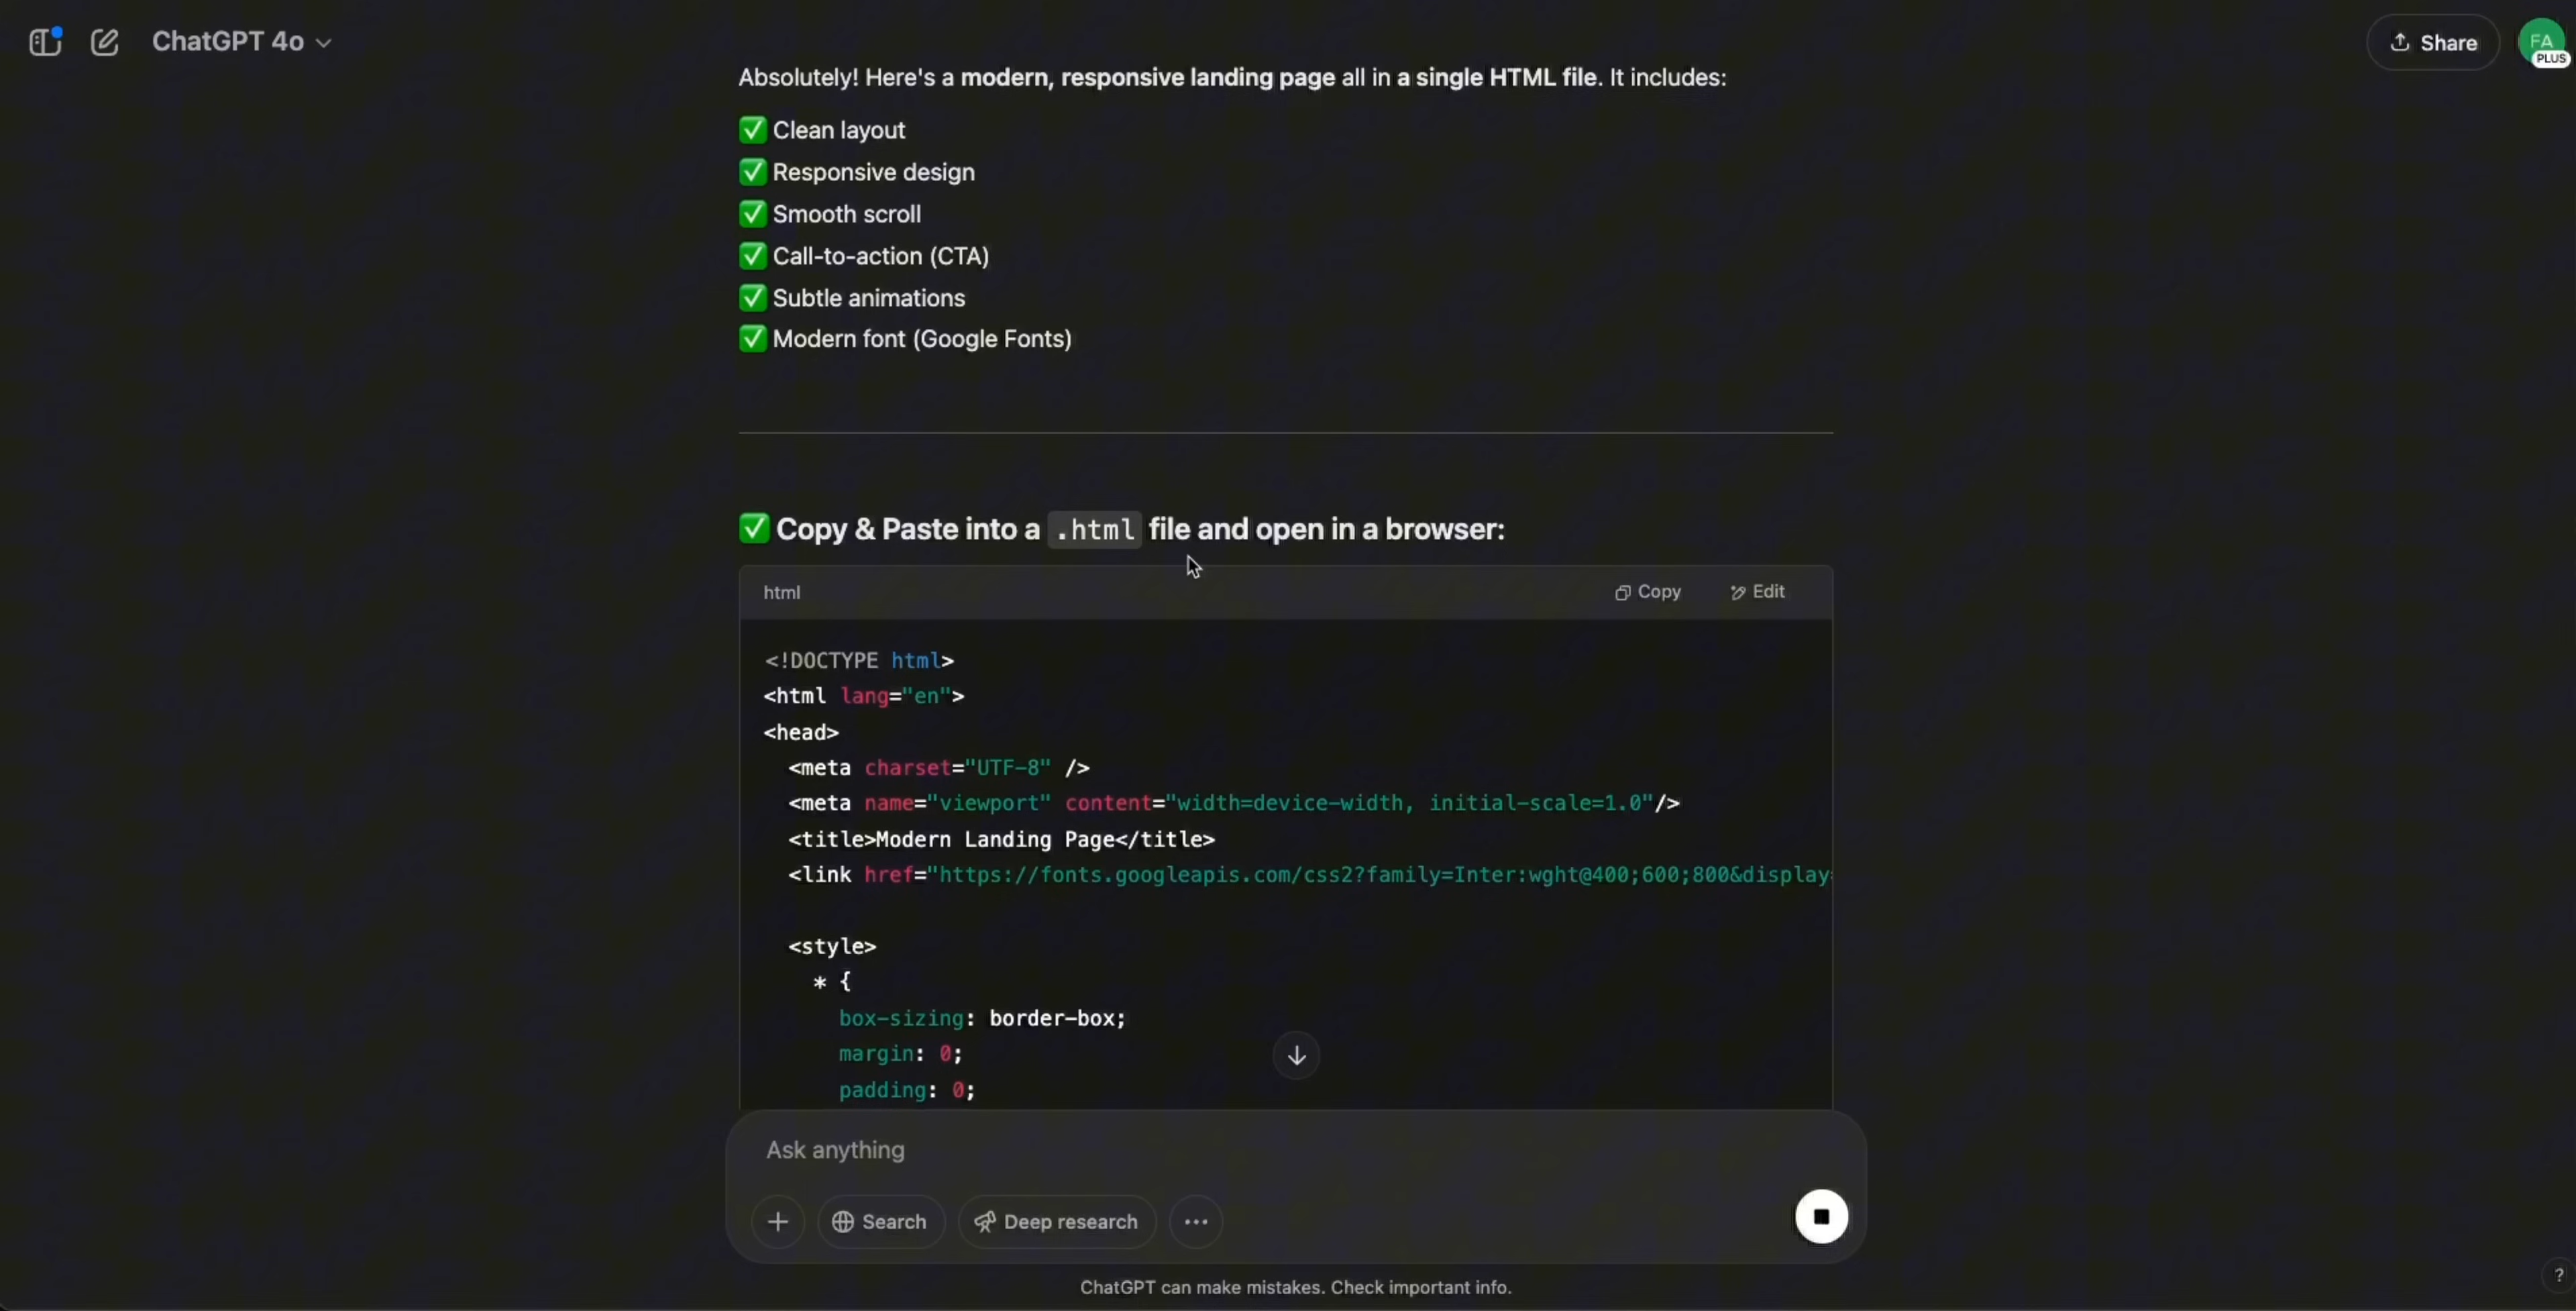 ChatGPT 4o
Share
FA
PLUS
Absolutely! Here's a modern, responsive landing page all in a single HTML file. It includes:
✅ Clean layout
✅ Responsive design
✅ Smooth scroll
✅ Call-to-action (CTA)
✅ Subtle animations
✅ Modern font (Google Fonts)
✅ Copy & Paste into a .html file and open in a browser:
html Copy Edit
<!DOCTYPE html>
<html lang="en">
<head>
<meta charset="UTF-8" />
<meta name="viewport" content="width=device-width, initial-scale=1.0"/>
<title>Modern Landing Page</title>
<link href="https://fonts.googleapis.com/css2?family=Inter:wght@400;600;800&display=
<style>
* {
box-sizing: border-box;
margin: 0;
padding: 0;
Ask anything
Search Deep research
ChatGPT can make mistakes. Check important info.
?